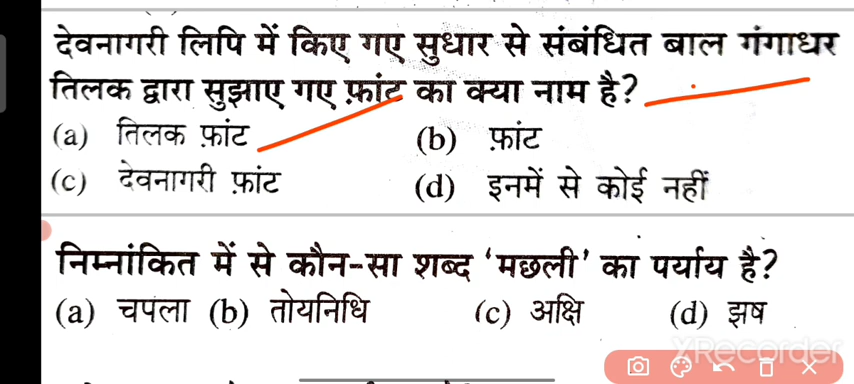 देवनागरी लिपि में किए गए सुधार से संबंधित बाल गंगाधर
तिलक द्वारा सुझाए गए फ़ांट का क्या नाम है?
(a) तिलक फ़ांट (b) फ़ांट
(c) देवनागरी फ़ांट (d) इनमें से कोई नहीं
निम्नांकित में से कौन-सा शब्द 'मछली' का पर्याय है?
(a) चपला (b) तोयनिधि (c) अक्षि (d) झष
XRecorder